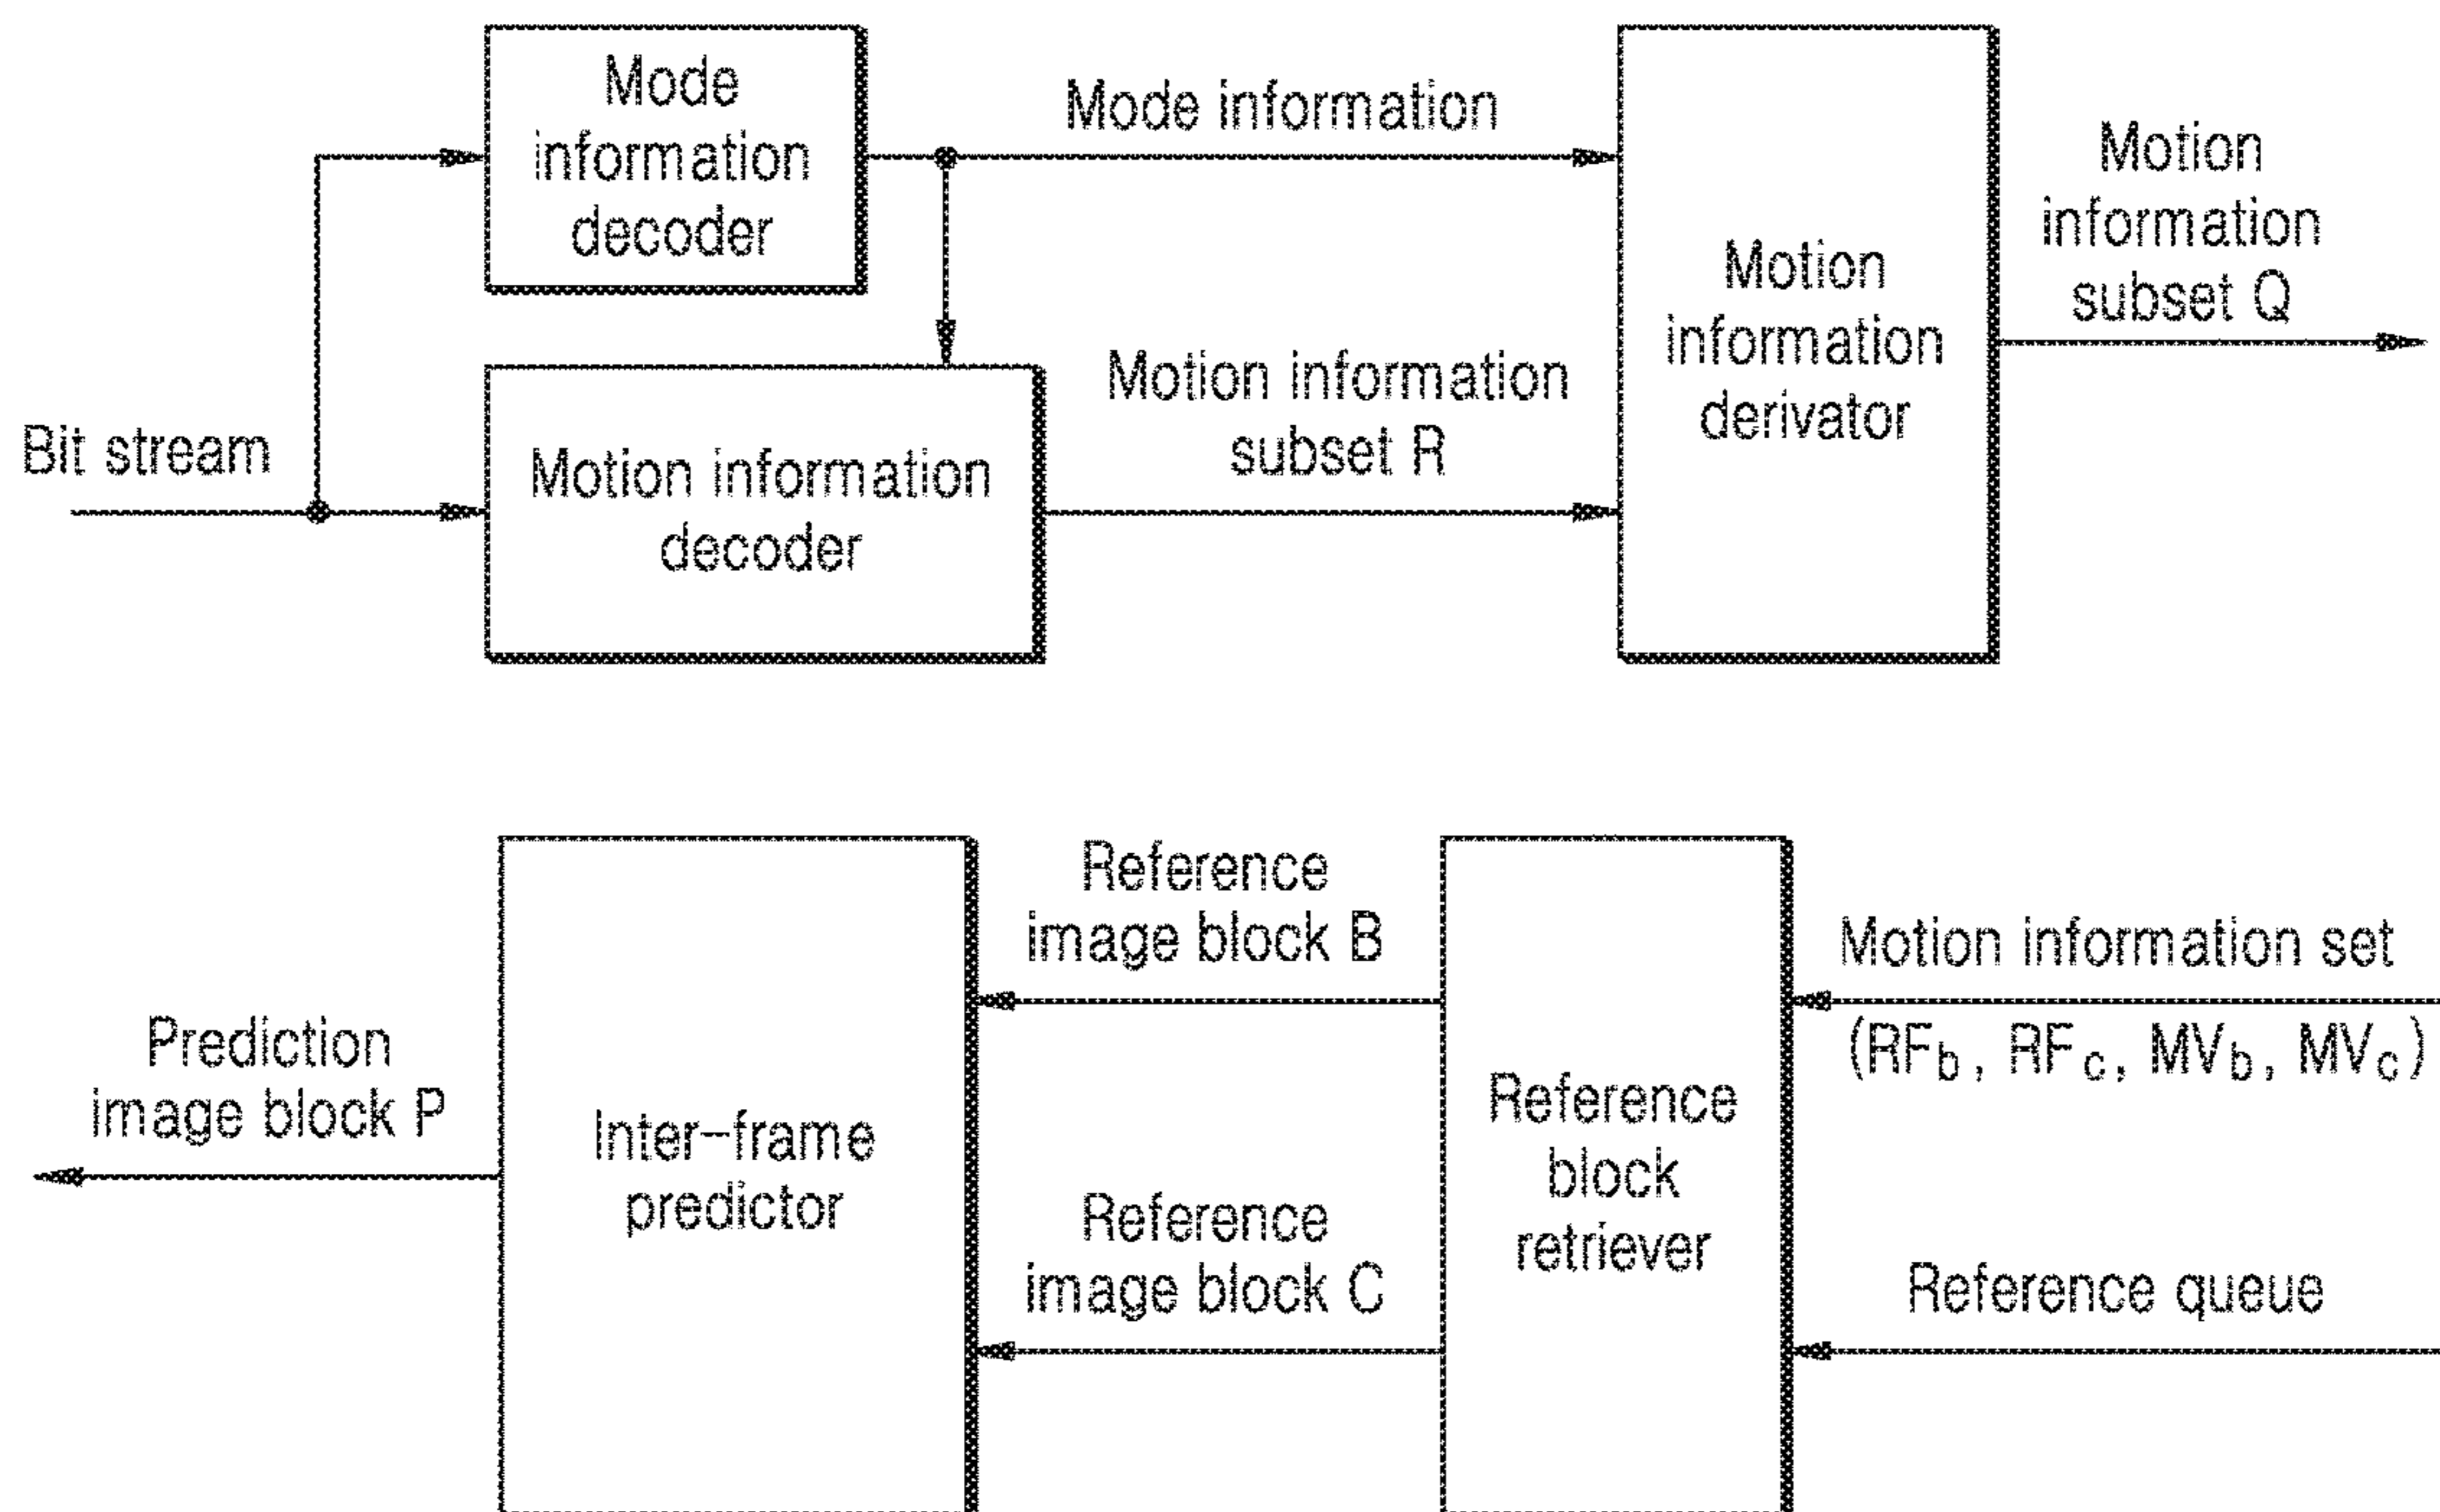 Mode
information
decoder
Mode information
Motion
information
subset Q
Motion
information
derivator
Bit stream
Motion information
decoder
Motion information
subset R
Prediction
image block P
Inter-frame
predictor
Reference
image block B
Reference
image block C
Reference
block
retriever
Motion information set
(RFb, RFc, MVb, MVc)
Reference queue